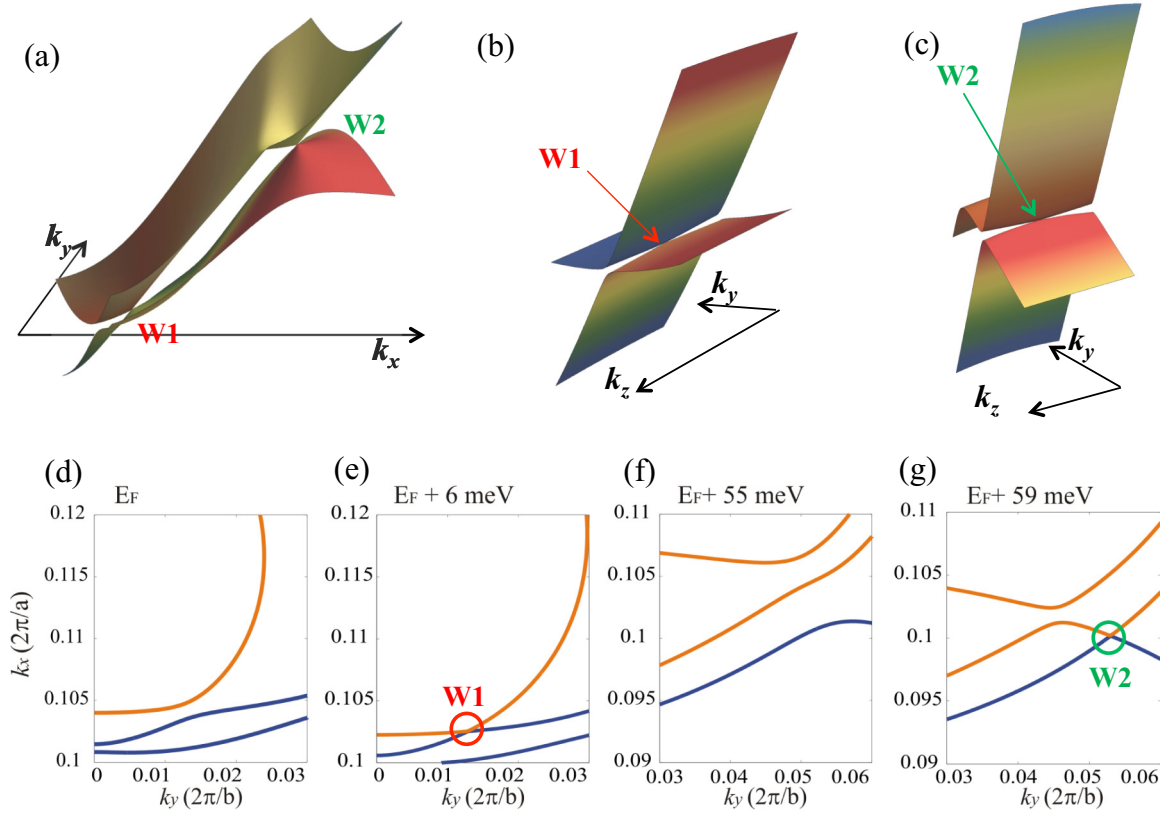 (a)
W2
k_y
W1
k_x
(b)
W1
k_y
k_z
(c)
W2
k_y
k_z
(d)
E_F
0.12
0.115
0.11
0.105
0.1
0 0.01 0.02 0.03
k_x (2π/a)
k_y (2π/b)
(e)
E_F + 6 meV
0.12
0.115
0.11
0.105
0.1
W1
0 0.01 0.02 0.03
k_y (2π/b)
(f)
E_F+ 55 meV
0.11
0.105
0.1
0.095
0.09
0.03 0.04 0.05 0.06
k_y (2π/b)
(g)
E_F+ 59 meV
0.11
0.105
0.1
0.095
0.09
W2
0.03 0.04 0.05 0.06
k_y (2π/b)